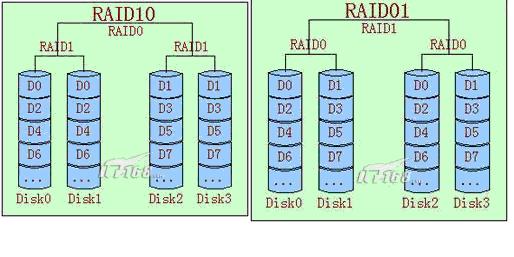 RAID10
RAID0
RAID1 RAID1
D0 D0 D1 D1
D2 D2 D3 D3
D4 D4 D5 D5
D6 D6 D7 D7
... ... ... ...
Disk0 Disk1 Disk2 Disk3
RAID01
RAID1
RAID0 RAID0
D0 D1 D0 D1
D2 D3 D2 D3
D4 D5 D4 D5
D6 D7 D6 D7
... ... ... ...
Disk0 Disk1 Disk2 Disk3